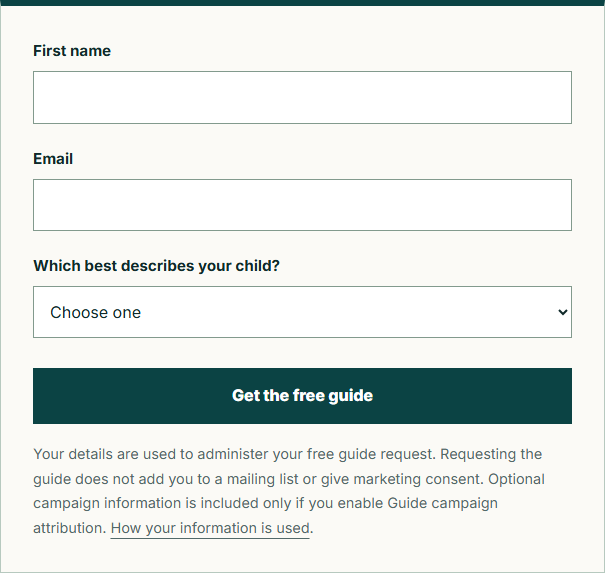 First name
Email
Which best describes your child?
Choose one
Get the free guide
Your details are used to administer your free guide request. Requesting the
guide does not add you to a mailing list or give marketing consent. Optional
campaign information is included only if you enable Guide campaign
attribution. How your information is used.